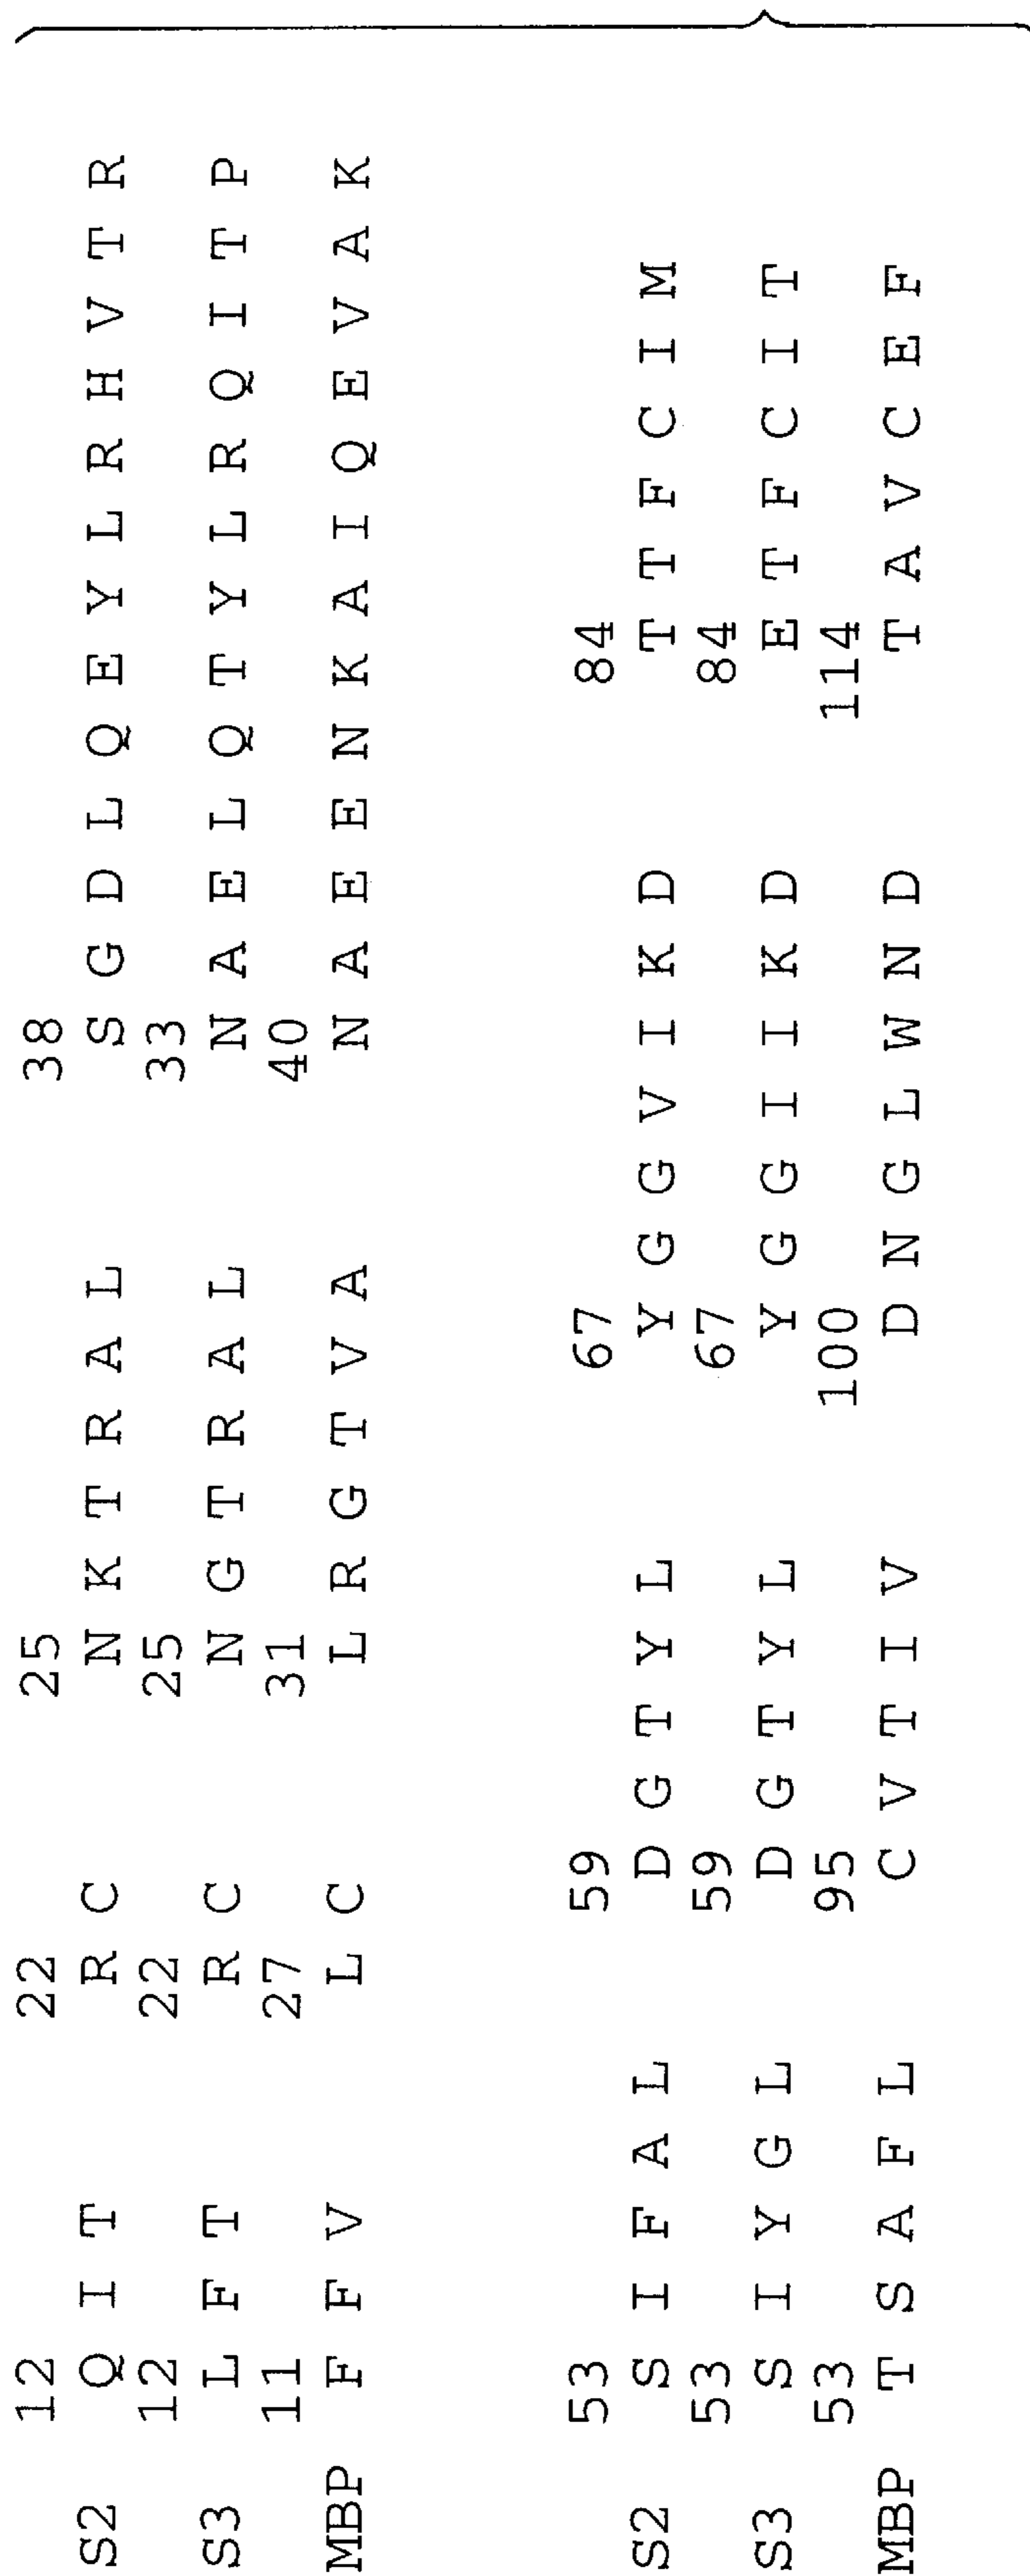 12 22 25 38
S2 Q I T R C N K T R A L S G D L Q E Y L R H V T R
12 22 25 33
S3 L F T R C N G T R A L N A E L Q T Y L R Q I T P
11 27 31 40
MBP F F V L C L R G T V A N A E E N K A I Q E V A K
53 59 67 84
S2 S I F A L D G T Y L Y G G V I K D T T F C I M
53 59 67 84
S3 S I Y G L D G T Y L Y G G I I K D E T F C I T
53 95 100 114
MBP T S A F L C V T I V D N G L W N D T A V C E F